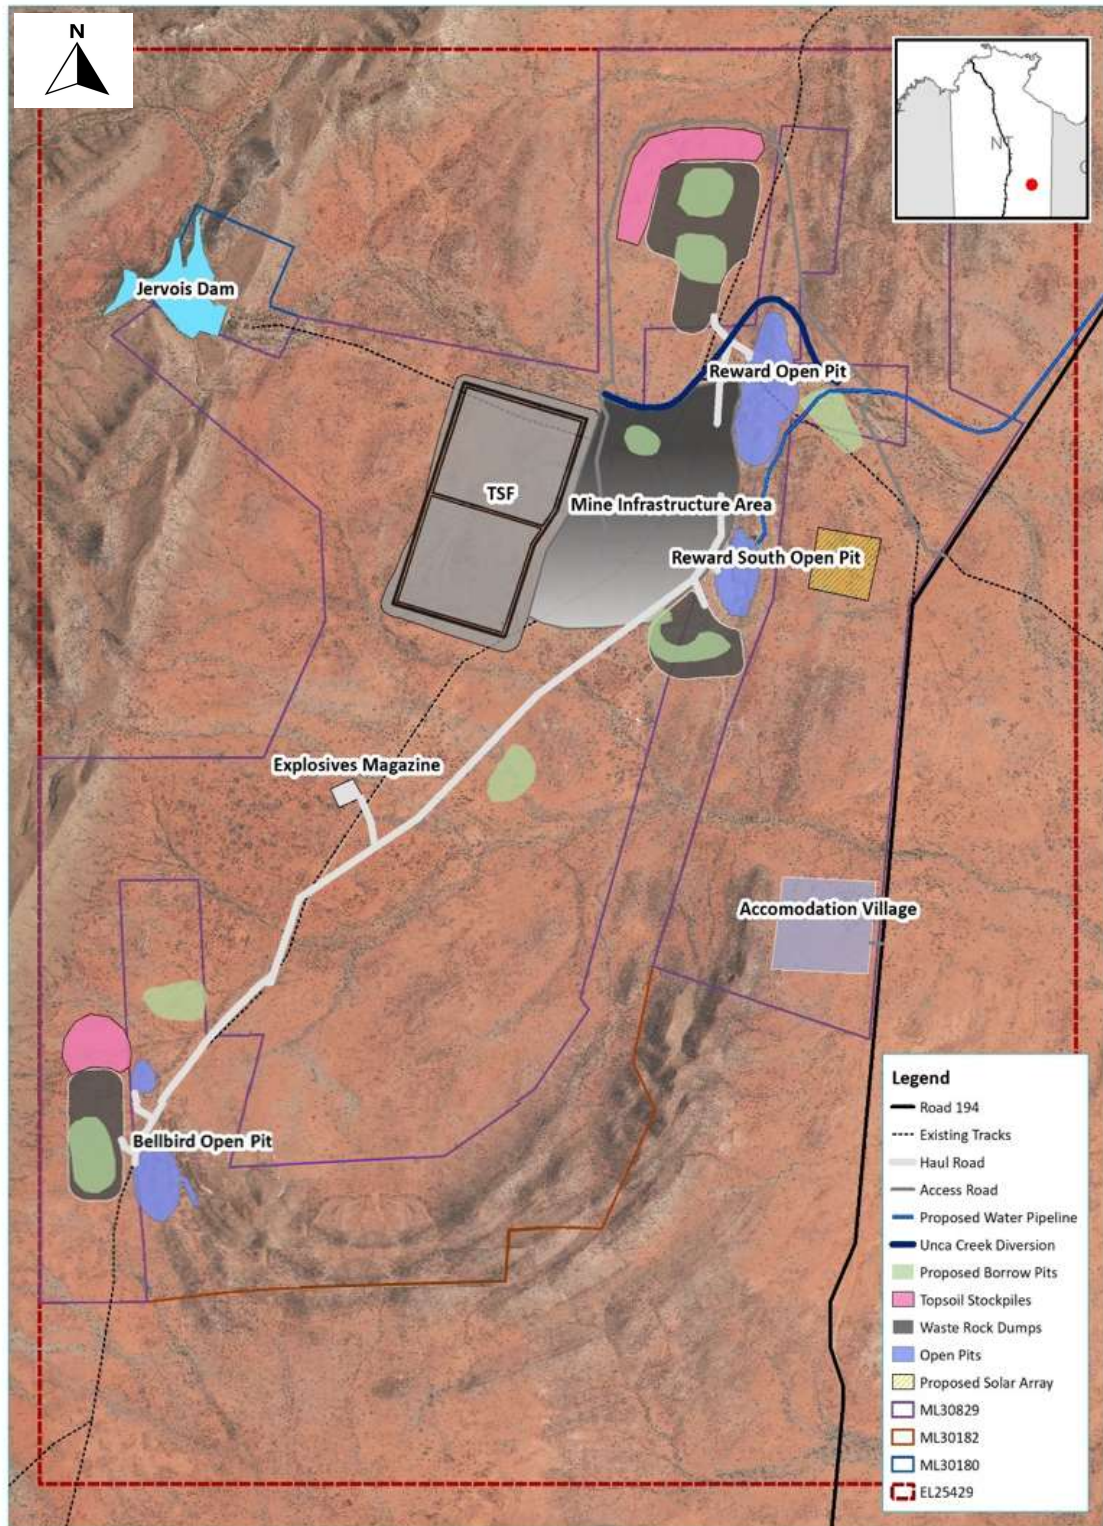 N
NT
Jervois Dam
Reward Open Pit
TSF
Mine Infrastructure Area
Reward South Open Pit
Explosives Magazine
Accomodation Village
Bellbird Open Pit
Legend
Road 194
Existing Tracks
Haul Road
Access Road
Proposed Water Pipeline
Unca Creek Diversion
Proposed Borrow Pits
Topsoil Stockpiles
Waste Rock Dumps
Open Pits
Proposed Solar Array
ML30829
ML30182
ML30180
EL25429